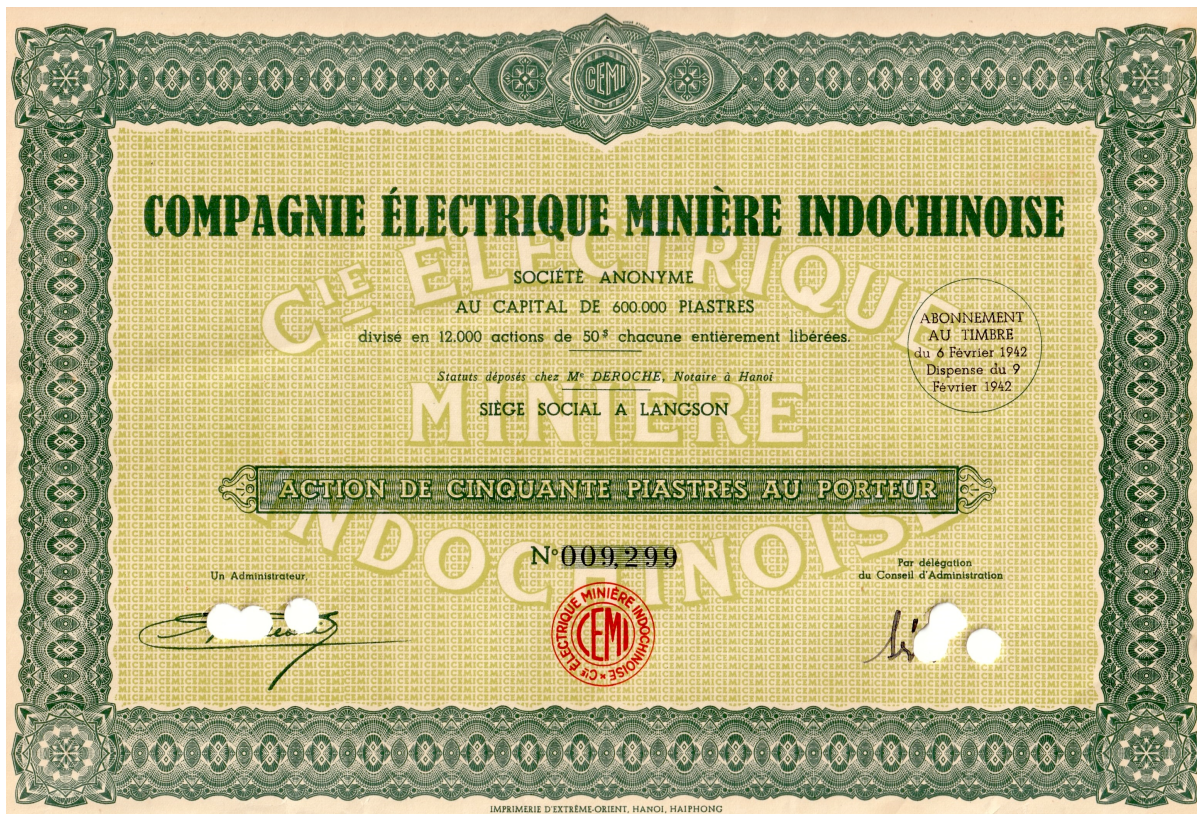 CEMI
COMPAGNIE ÉLECTRIQUE MINIÈRE INDOCHINOISE
SOCIÉTÉ ANONYME
AU CAPITAL DE 600.000 PIASTRES
divisé en 12.000 actions de 50$ chacune entièrement libérées.
Statuts déposés chez Me DEROCHE, Notaire à Hanoi
SIÈGE SOCIAL A LANGSON
ABONNEMENT
AU TIMBRE
du 6 Février 1942
Dispense du 9
Février 1942
CIE ÉLECTRIQUE
MINIÈRE
INDOCHINOISE
ACTION DE CINQUANTE PIASTRES AU PORTEUR
No 009,299
Un Administrateur,
Par délégation
du Conseil d'Administration
CIE ÉLECTRIQUE MINIÈRE INDOCHINOISE
CEMI
IMPRIMERIE D'EXTRÊME-ORIENT, HANOI, HAIPHONG